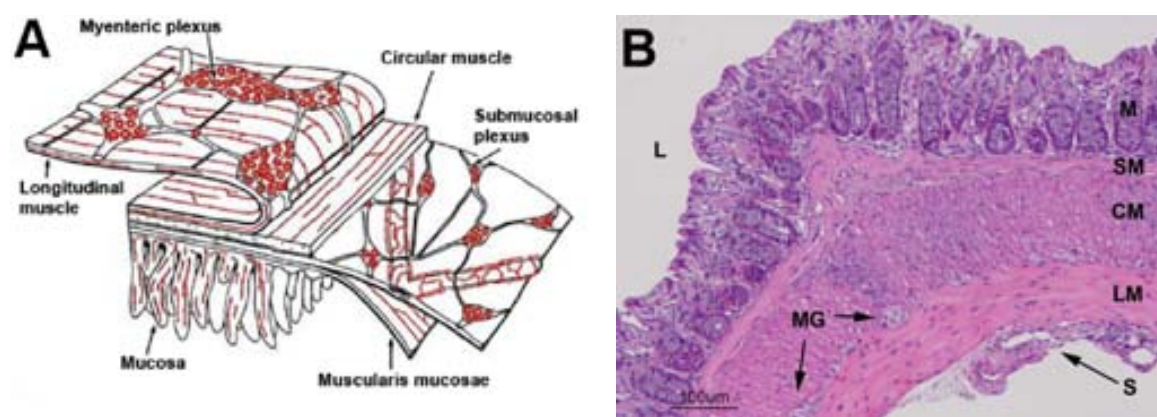 A
Myenteric plexus
Circular muscle
Submucosal
plexus
Longitudinal
muscle
Mucosa
Muscularis mucosae
B
L
M
SM
CM
LM
MG
S
100um